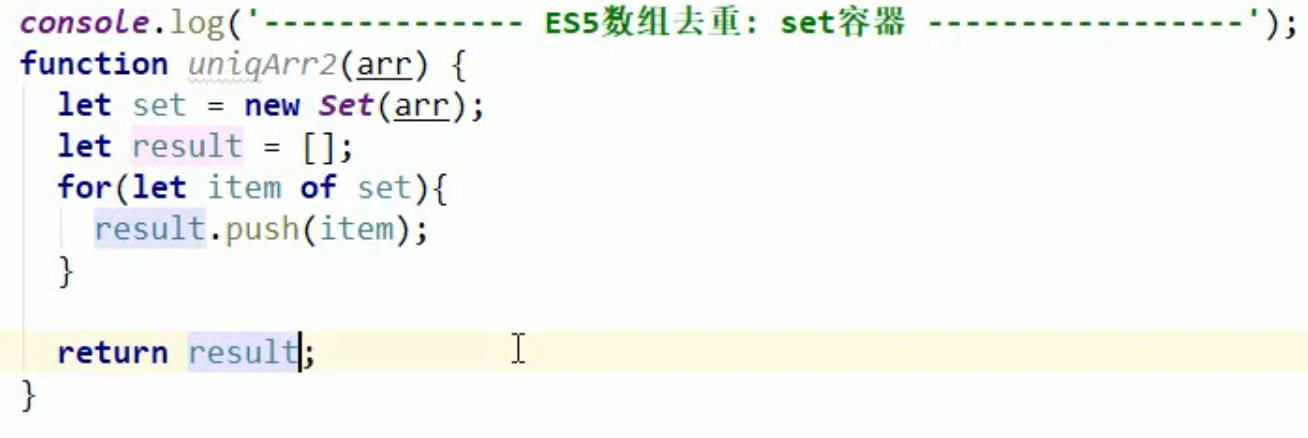 console.log('-------------- ES5数组去重: set容器 -----------------');
function uniqArr2(arr) {
let set = new Set(arr);
let result = [];
for(let item of set){
result.push(item);
}
return result;
}